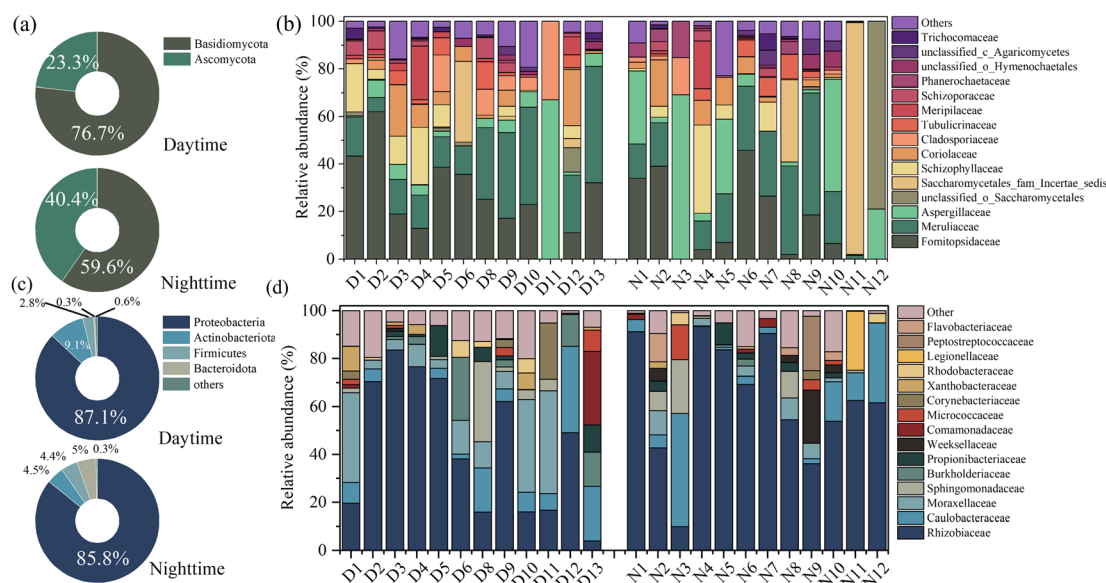 (a)
Basidiomycota
Ascomycota
23.3%
76.7%
Daytime
40.4%
59.6%
Nighttime
(b)
Relative abundance (%)
100
80
60
40
20
0
D1 D2 D3 D4 D5 D6 D8 D9 D10 D11 D12 D13 N1 N2 N3 N4 N5 N6 N7 N8 N9 N10 N11 N12
Others
Trichocomaceae
unclassified_c_Agaricomycetes
unclassified_o_Hymenochaetales
Phanerochaetaceae
Schizoporaceae
Meripilaceae
Tubulicrinaceae
Cladosporiaceae
Coriolaceae
Schizophyllaceae
Saccharomycetales_fam_Incertae_sedis
unclassified_o_Saccharomycetales
Aspergillaceae
Meruliaceae
Fomitopsidaceae
(c)
2.8%
0.3%
0.6%
Proteobacteria
Actinobacteriota
Firmicutes
Bacteroidota
others
9.1%
87.1%
Daytime
4.5%
4.4%
5%
0.3%
85.8%
Nighttime
(d)
Relative abundance (%)
100
80
60
40
20
0
D1 D2 D3 D4 D5 D6 D8 D9 D10 D11 D12 D13 N1 N2 N3 N4 N5 N6 N7 N8 N9 N10 N11 N12
Other
Flavobacteriaceae
Peptostreptococcaceae
Legionellaceae
Rhodobacteraceae
Xanthobacteraceae
Corynebacteriaceae
Micrococcaceae
Comamonadaceae
Weeksellaceae
Propionibacteriaceae
Burkholderiaceae
Sphingomonadaceae
Moraxellaceae
Caulobacteraceae
Rhizobiaceae